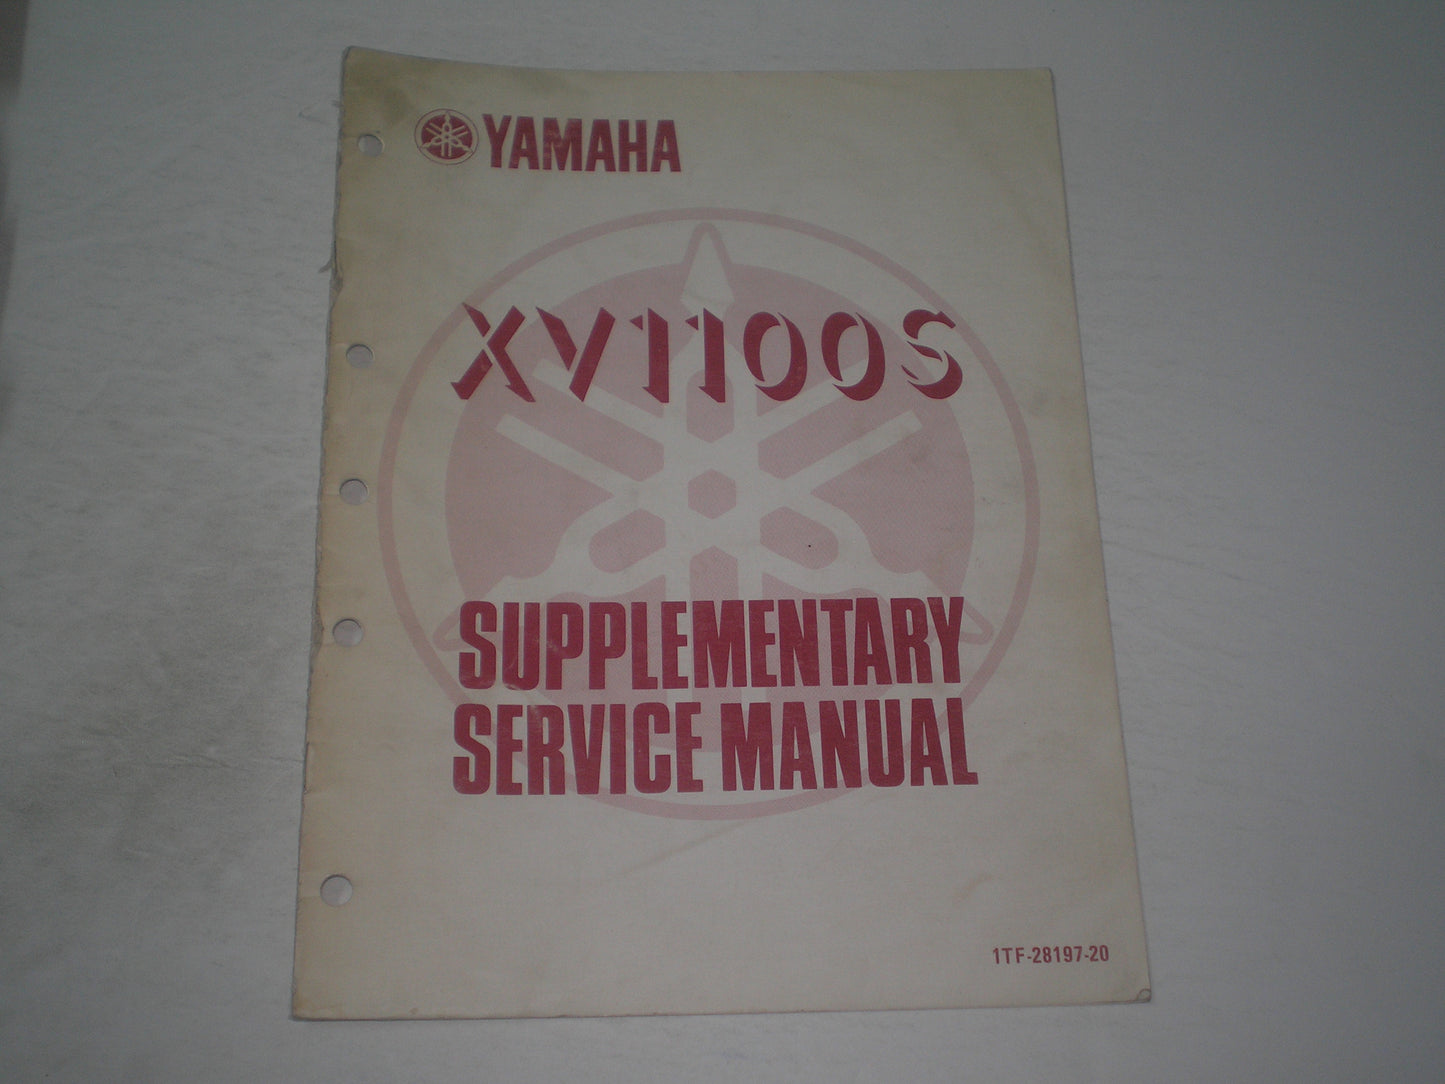 YAMAHA
XV1100S
SUPPLEMENTARY
SERVICE MANUAL
1TF-28197-20